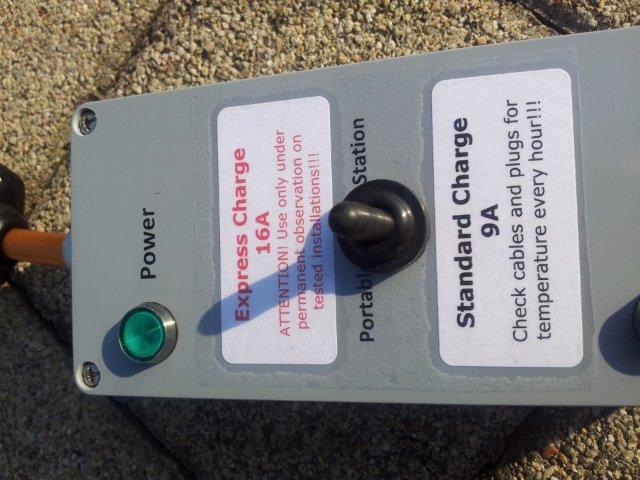 Power
Express Charge
16A
ATTENTION! Use only under
permanent observation on
tested installations!!!
Station
Standard Charge
9A
Check cables and plugs for
temperature every hour!!!